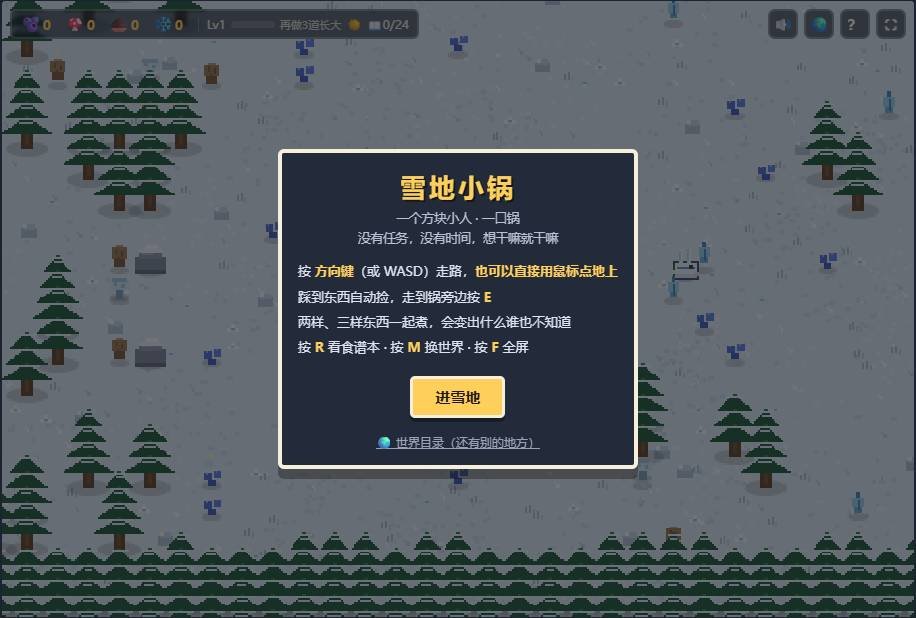 0 0 0 0 Lv1 再做3道长大 0/24 ?
雪地小锅
一个方块小人 · 一口锅
没有任务，没有时间，想干嘛就干嘛
按 方向键（或 WASD）走路，也可以直接用鼠标点地上
踩到东西自动捡，走到锅旁边按 E
两样、三样东西一起煮，会变出什么谁也不知道
按 R 看食谱本 · 按 M 换世界 · 按 F 全屏
进雪地
世界目录（还有别的地方）